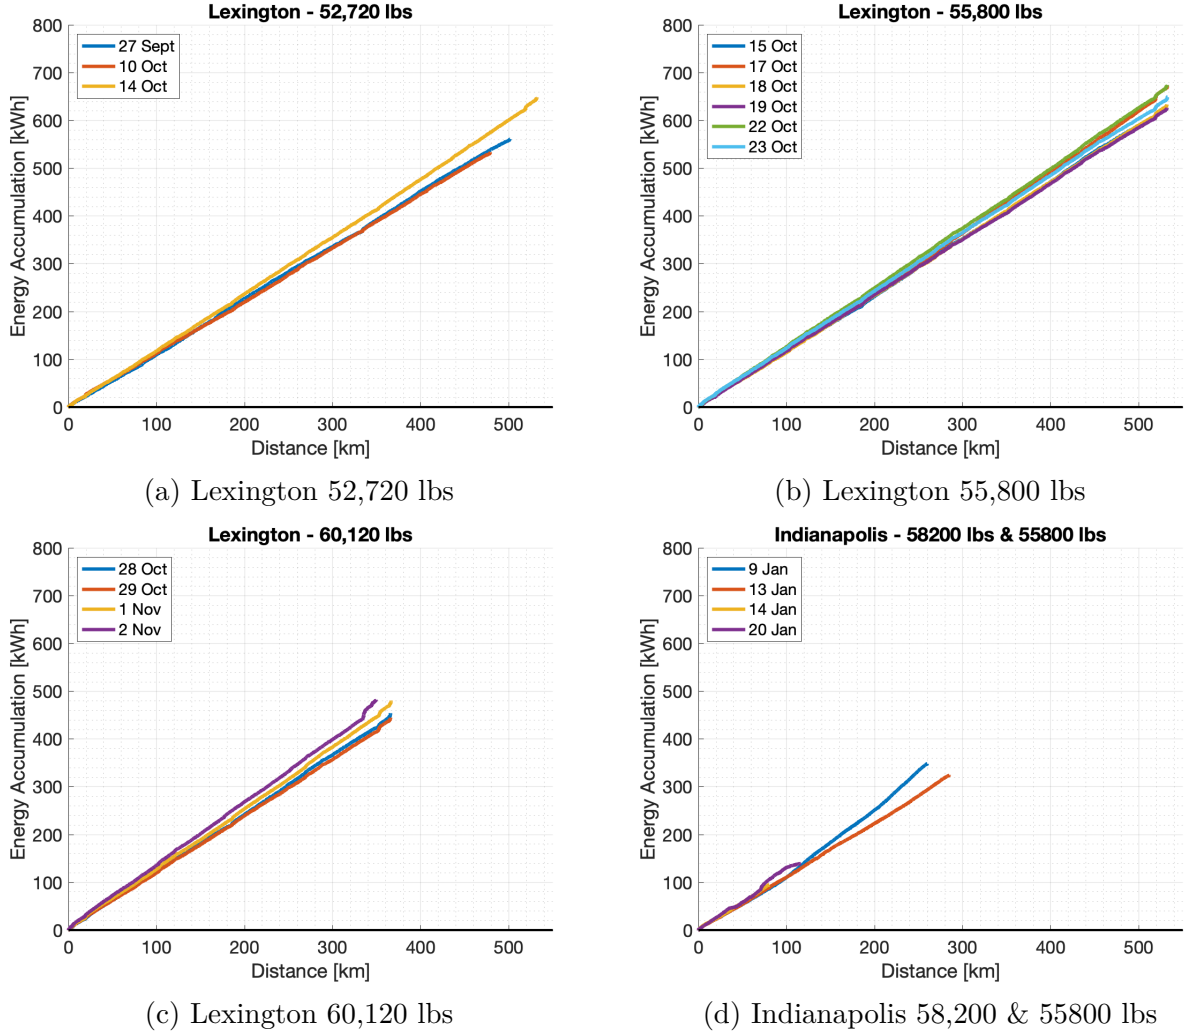 Lexington - 52,720 lbs
800
700
600
500
400
300
200
100
0
Energy Accumulation [kWh]
27 Sept
10 Oct
14 Oct
0 100 200 300 400 500
Distance [km]
(a) Lexington 52,720 lbs
Lexington - 55,800 lbs
800
700
600
500
400
300
200
100
0
Energy Accumulation [kWh]
15 Oct
17 Oct
18 Oct
19 Oct
22 Oct
23 Oct
0 100 200 300 400 500
Distance [km]
(b) Lexington 55,800 lbs
Lexington - 60,120 lbs
800
700
600
500
400
300
200
100
0
Energy Accumulation [kWh]
28 Oct
29 Oct
1 Nov
2 Nov
0 100 200 300 400 500
Distance [km]
(c) Lexington 60,120 lbs
Indianapolis - 58200 lbs & 55800 lbs
800
700
600
500
400
300
200
100
0
Energy Accumulation [kWh]
9 Jan
13 Jan
14 Jan
20 Jan
0 100 200 300 400 500
Distance [km]
(d) Indianapolis 58,200 & 55800 lbs